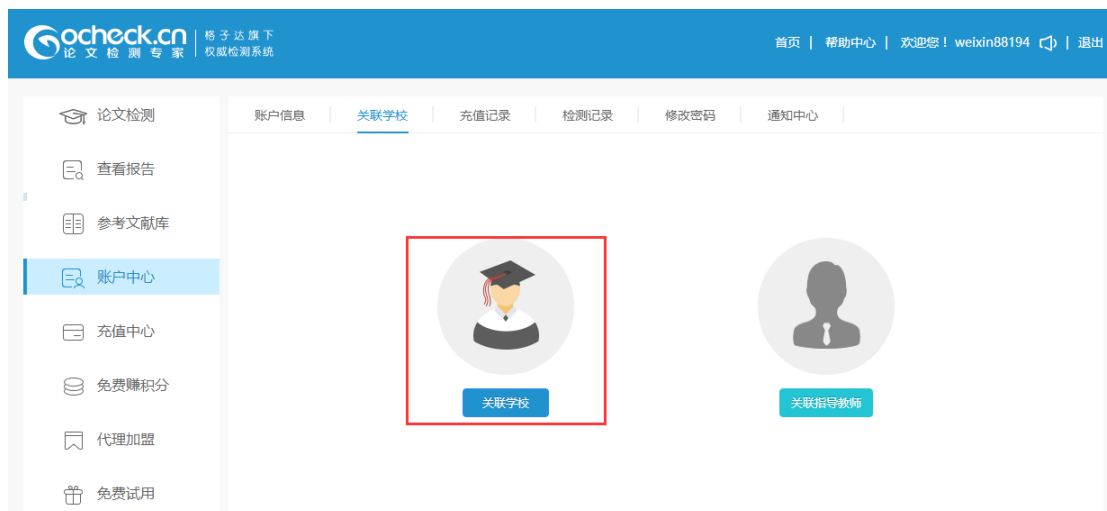 Gocheck.cn
论文检测专家
格子达旗下
权威检测系统
首页 | 帮助中心 | 欢迎您！weixin88194 | 退出
论文检测
查看报告
参考文献库
账户中心
充值中心
免费赚积分
代理加盟
免费试用
账户信息 关联学校 充值记录 检测记录 修改密码 通知中心
关联学校 关联指导教师